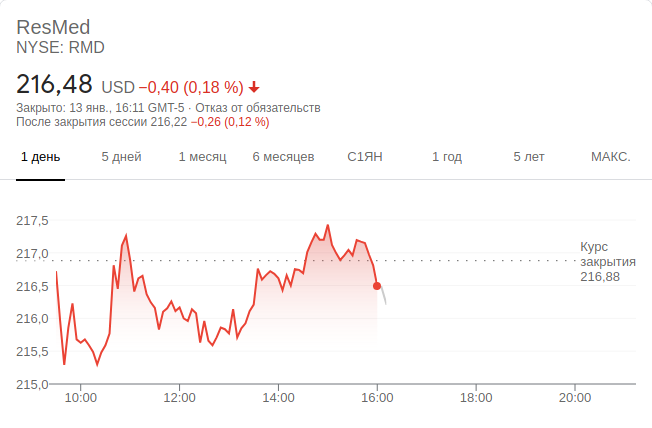 ResMed
NYSE: RMD
216,48 USD −0,40 (0,18 %)
Закрыто: 13 янв., 16:11 GMT-5 · Отказ от обязательств
После закрытия сессии 216,22 −0,26 (0,12 %)
1 день 5 дней 1 месяц 6 месяцев С1ЯН 1 год 5 лет МАКС.
217,5
217,0
216,5
216,0
215,5
215,0
Курс
закрытия
216,88
10:00 12:00 14:00 16:00 18:00 20:00